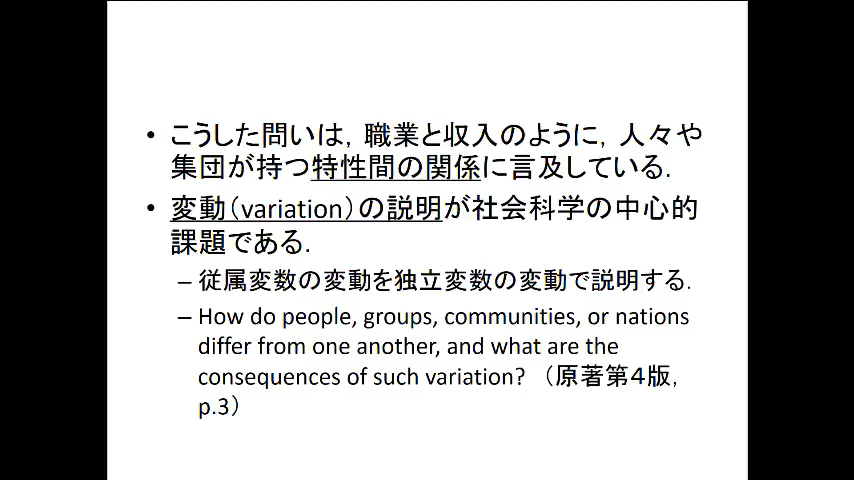 • こうした問いは，職業と収入のように，人々や
集団が持つ特性間の関係に言及している．
• 変動（variation）の説明が社会科学の中心的
課題である．
– 従属変数の変動を独立変数の変動で説明する．
– How do people, groups, communities, or nations
differ from one another, and what are the
consequences of such variation? （原著第４版，
p.3）